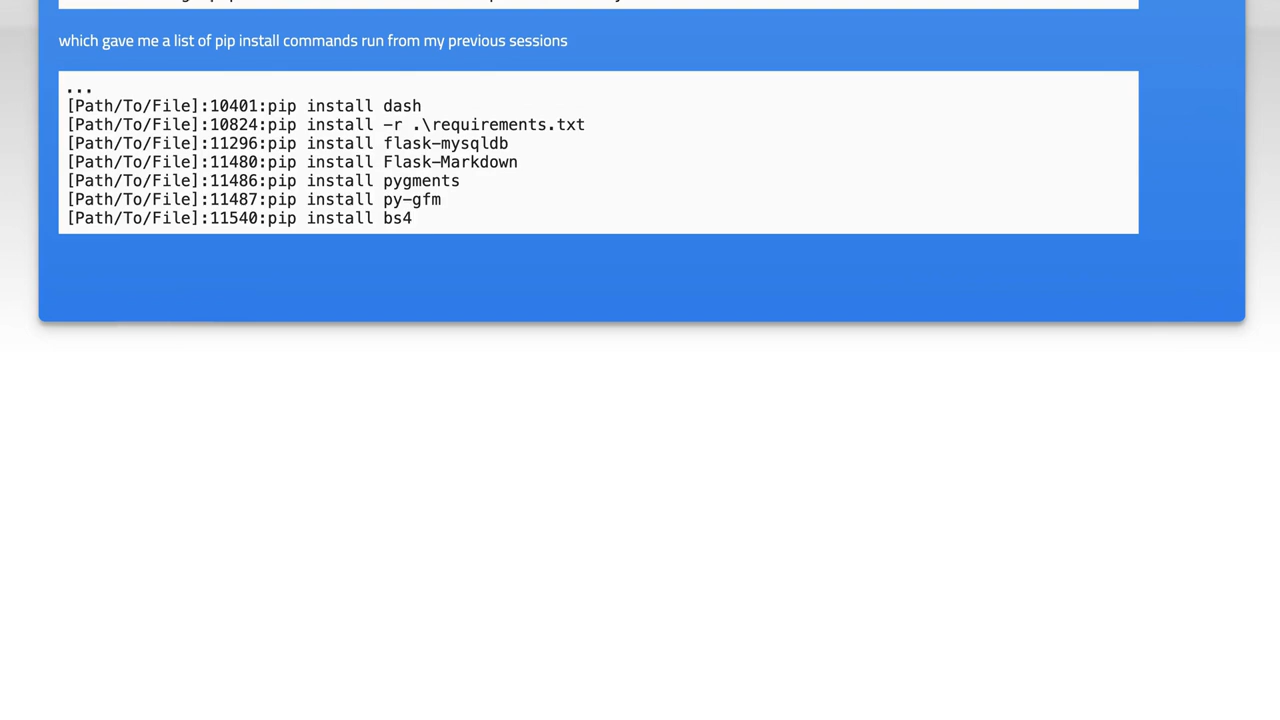 which gave me a list of pip install commands run from my previous sessions
...
[Path/To/File]:10401:pip install dash
[Path/To/File]:10824:pip install -r .\requirements.txt
[Path/To/File]:11296:pip install flask-mysqldb
[Path/To/File]:11480:pip install Flask-Markdown
[Path/To/File]:11486:pip install pygments
[Path/To/File]:11487:pip install py-gfm
[Path/To/File]:11540:pip install bs4